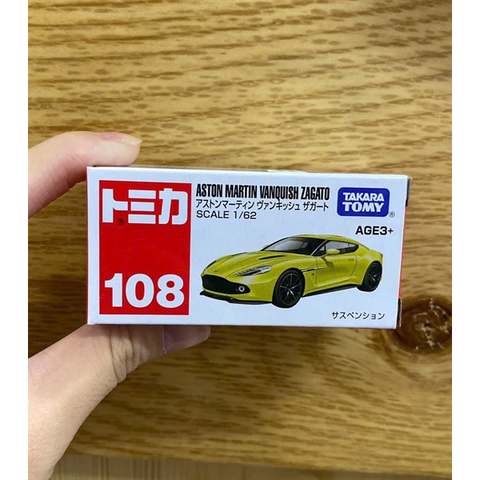 トミカ
108
ASTON MARTIN VANQUISH ZAGATO
アストンマーティン ヴァンキッシュ ザガート
SCALE 1/62
TAKARA
TOMY
AGE3+
サスペンション